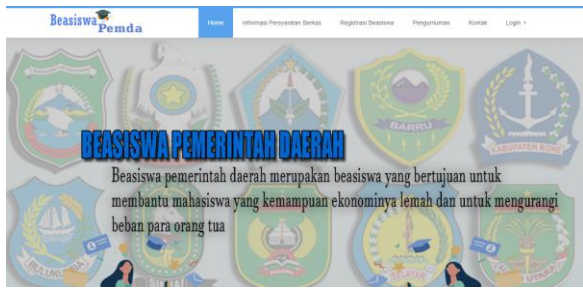 Beasiswa
Pemda
Home
Informasi Persyaratan Berkas
Registrasi Beasiswa
Pengumuman
Kontak
Login
BARRU
KABUPATEN BONE
BEASISWA PEMERINTAH DAERAH
Beasiswa pemerintah daerah merupakan beasiswa yang bertujuan untuk
membantu mahasiswa yang kemampuan ekonominya lemah dan untuk mengurangi
beban para orang tua